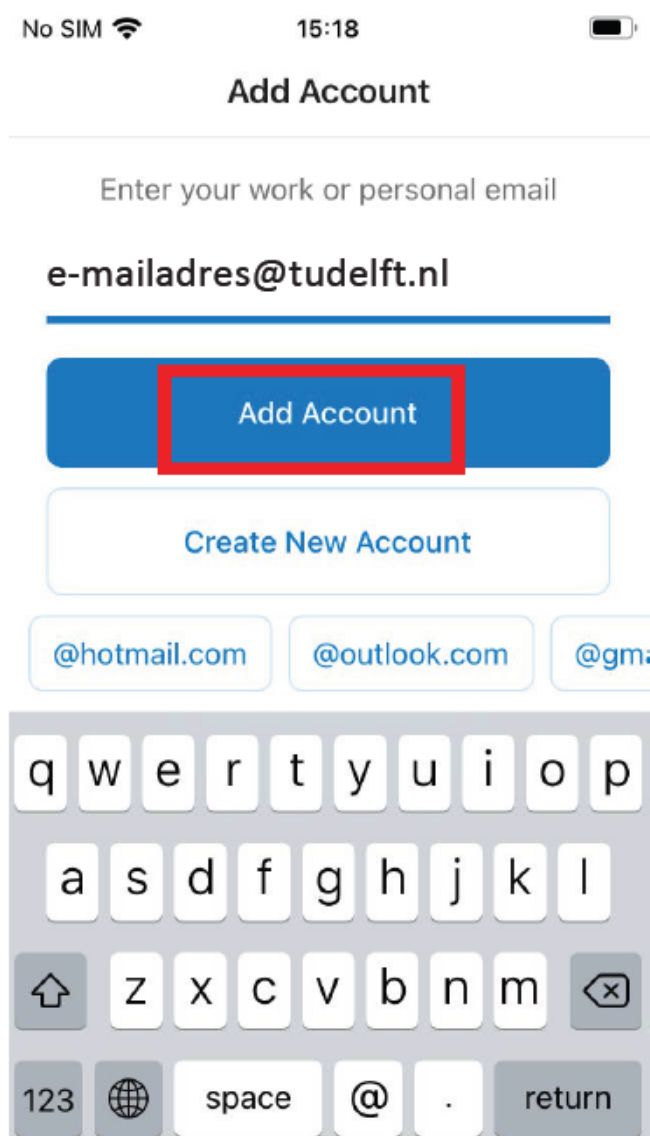 No SIM 15:18
Add Account
Enter your work or personal email
e-mailadres@tudelft.nl
Add Account
Create New Account
@hotmail.com @outlook.com @gma
q w e r t y u i o p
a s d f g h j k l
z x c v b n m
123 space @ . return